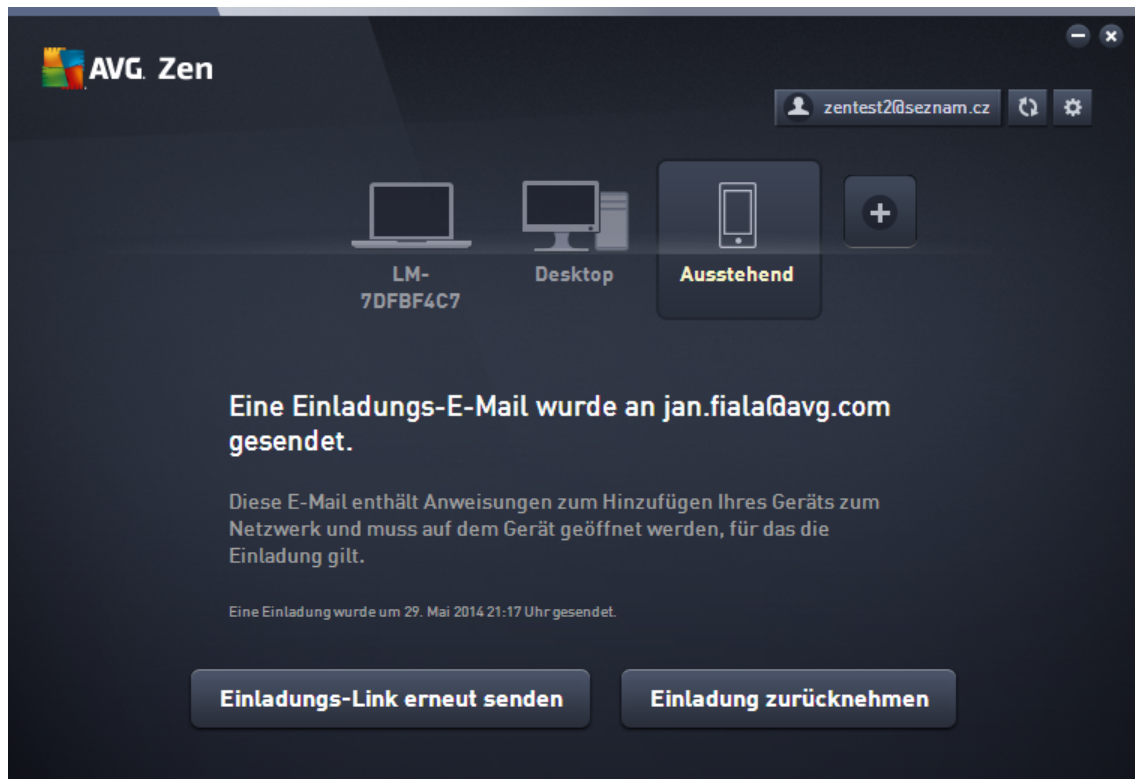 AVG. Zen
zentest2@seznam.cz
LM-
7DFBF4C7
Desktop
Ausstehend
Eine Einladungs-E-Mail wurde an jan.fiala@avg.com
gesendet.
Diese E-Mail enthält Anweisungen zum Hinzufügen Ihres Geräts zum
Netzwerk und muss auf dem Gerät geöffnet werden, für das die
Einladung gilt.
Eine Einladung wurde um 29. Mai 2014 21:17 Uhr gesendet.
Einladungs-Link erneut senden
Einladung zurücknehmen